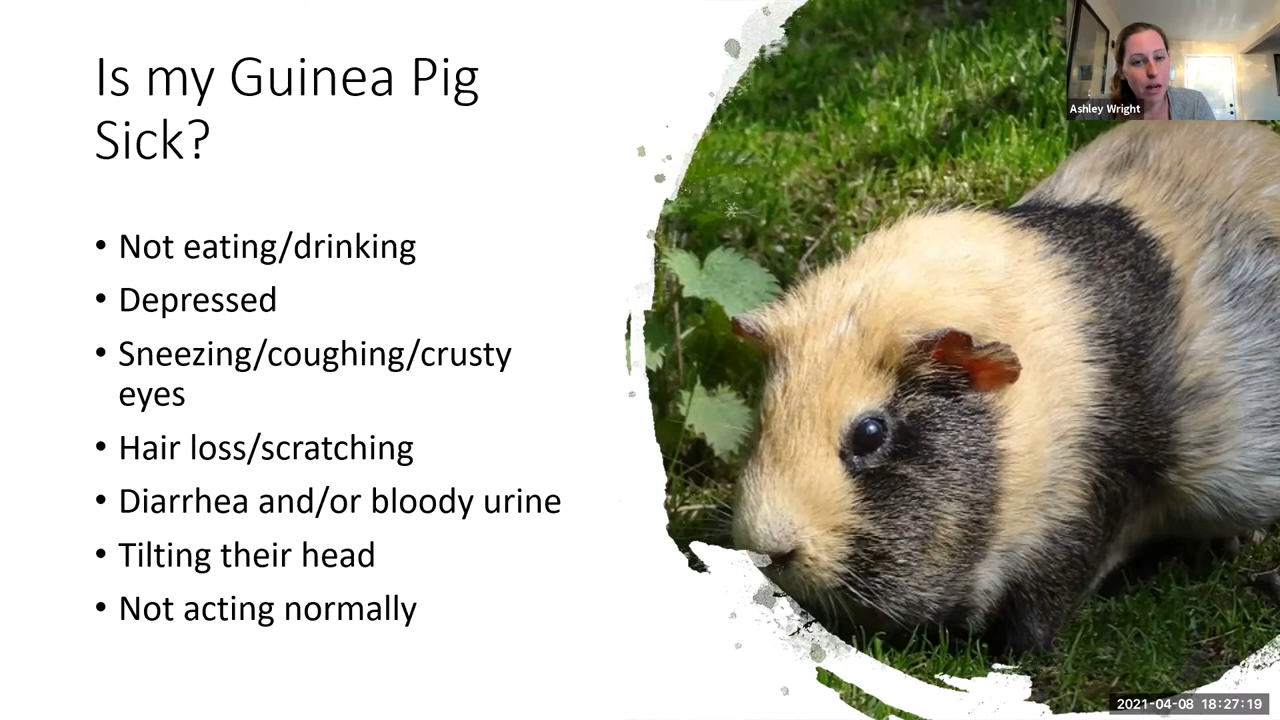 Is my Guinea Pig
Sick?
• Not eating/drinking
• Depressed
• Sneezing/coughing/crusty
eyes
• Hair loss/scratching
• Diarrhea and/or bloody urine
• Tilting their head
• Not acting normally
Ashley Wright
2021-04-08 18:27:19